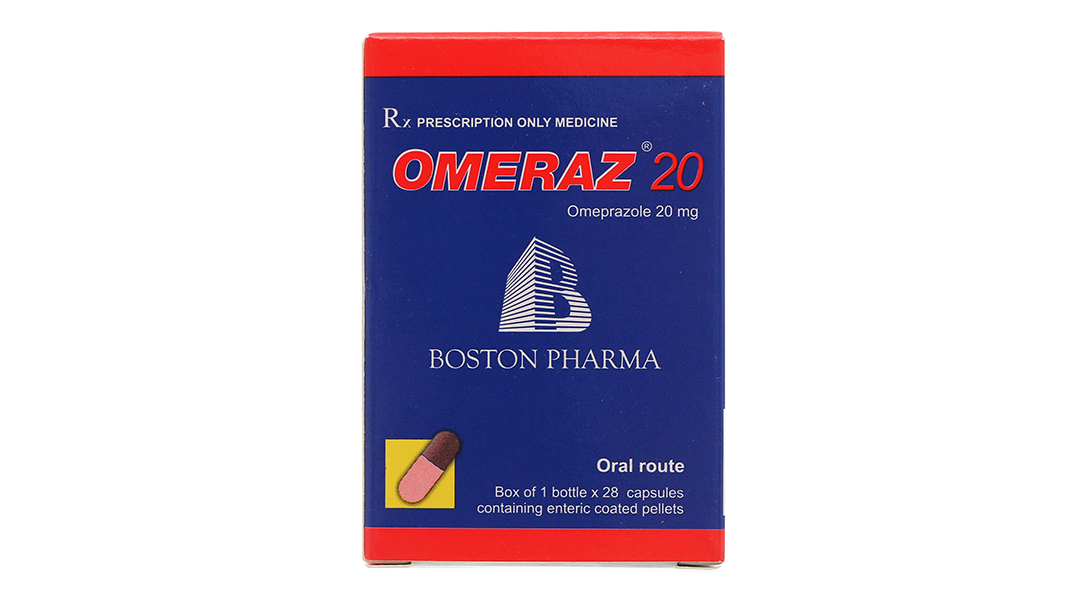 Rx PRESCRIPTION ONLY MEDICINE
OMERAZ® 20
Omeprazole 20 mg
B
BOSTON PHARMA
Oral route
Box of 1 bottle x 28 capsules
containing enteric coated pellets